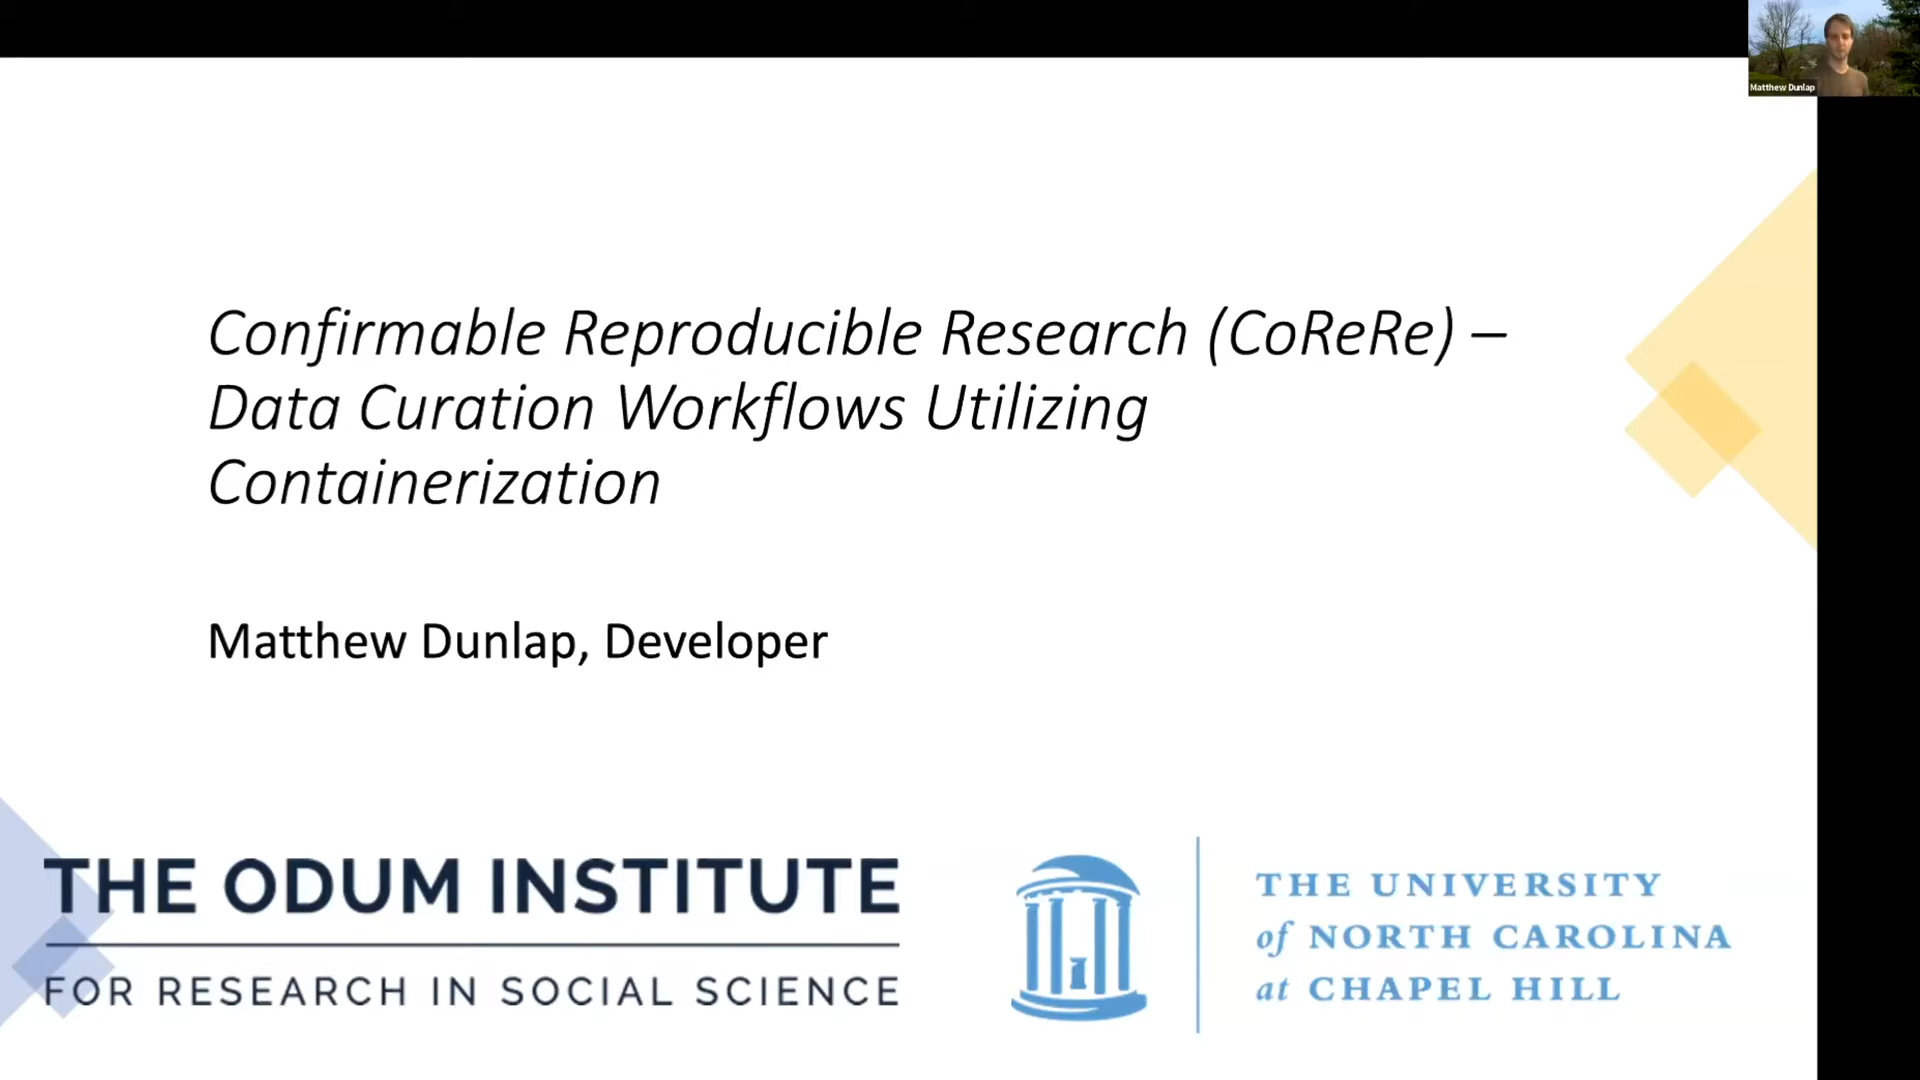 Matthew Dunlap
Confirmable Reproducible Research (CoReRe) –
Data Curation Workflows Utilizing
Containerization
Matthew Dunlap, Developer
THE ODUM INSTITUTE
FOR RESEARCH IN SOCIAL SCIENCE
THE UNIVERSITY
of NORTH CAROLINA
at CHAPEL HILL